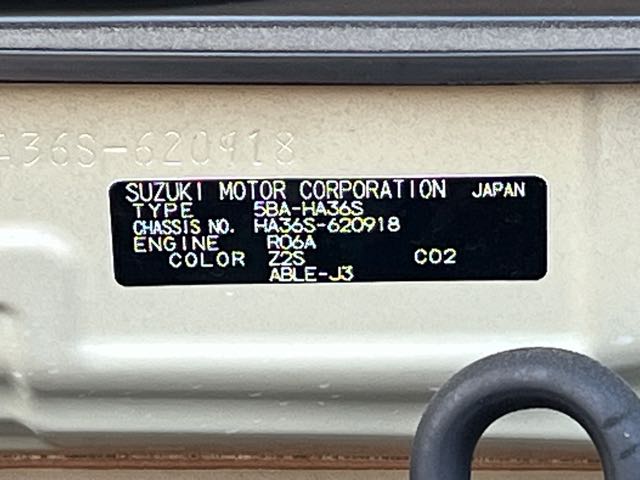 A36S-620918
SUZUKI MOTOR CORPORATION JAPAN
TYPE 5BA-HA36S
CHASSIS NO. HA36S-620918
ENGINE R06A
COLOR Z2S C02
ABLE-J3